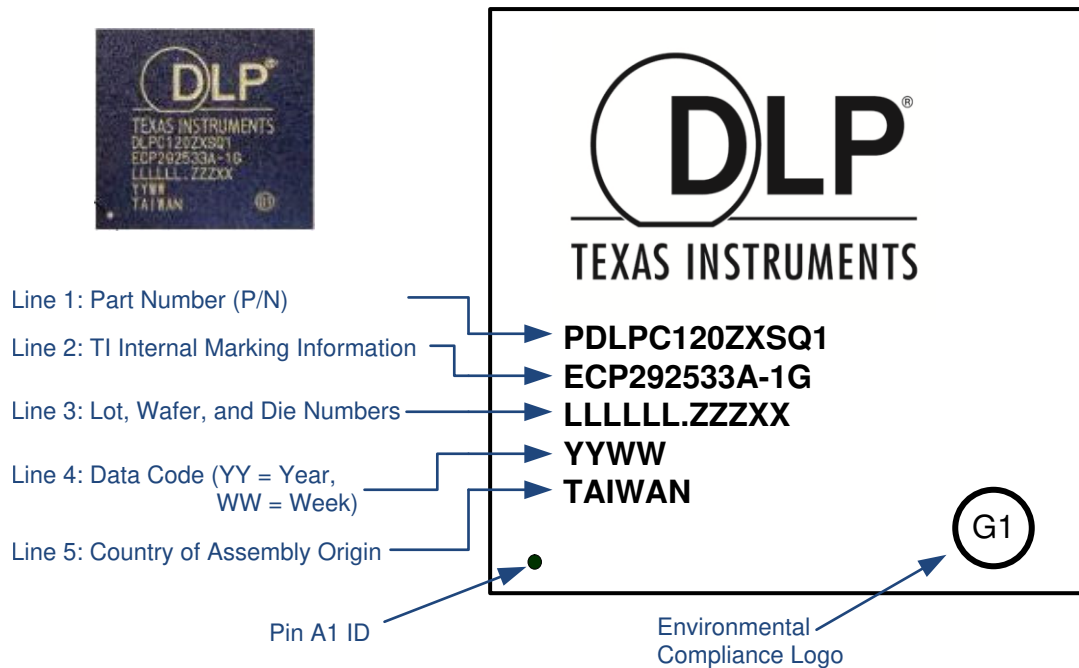 DLP®
TEXAS INSTRUMENTS
DLPC120ZXSQ1
ECP292533A-1G
LLLLLL.ZZZXX
YYWW
TAIWAN
G1
DLP®
TEXAS INSTRUMENTS
Line 1: Part Number (P/N)
PDLPC120ZXSQ1
Line 2: TI Internal Marking Information
ECP292533A-1G
Line 3: Lot, Wafer, and Die Numbers
LLLLLL.ZZZXX
Line 4: Data Code (YY = Year,
WW = Week)
YYWW
Line 5: Country of Assembly Origin
TAIWAN
G1
Pin A1 ID
Environmental
Compliance Logo